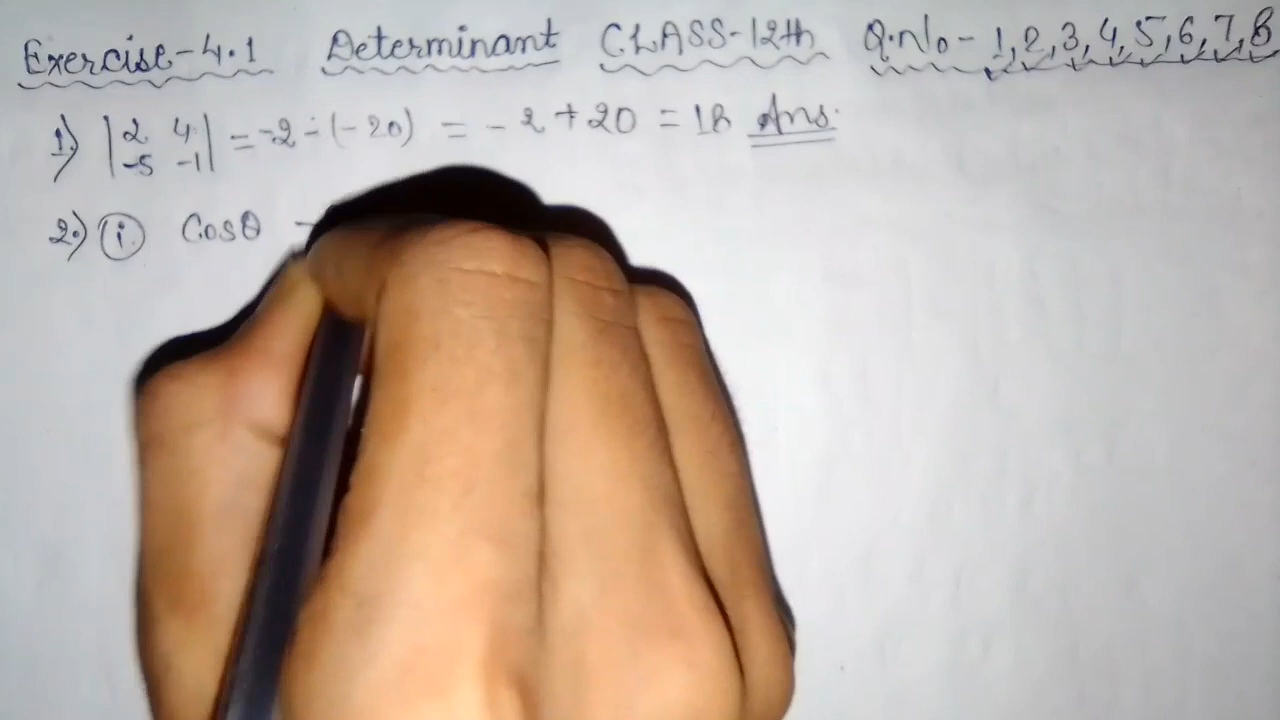 Exercise-4.1 Determinant CLASS-12th Q.No- 1,2,3,4,5,6,7,8
1) |2 4| = -2 - (-20) = -2 + 20 = 18 Ans.
|-5 -1|
2.) (i) Cosθ -